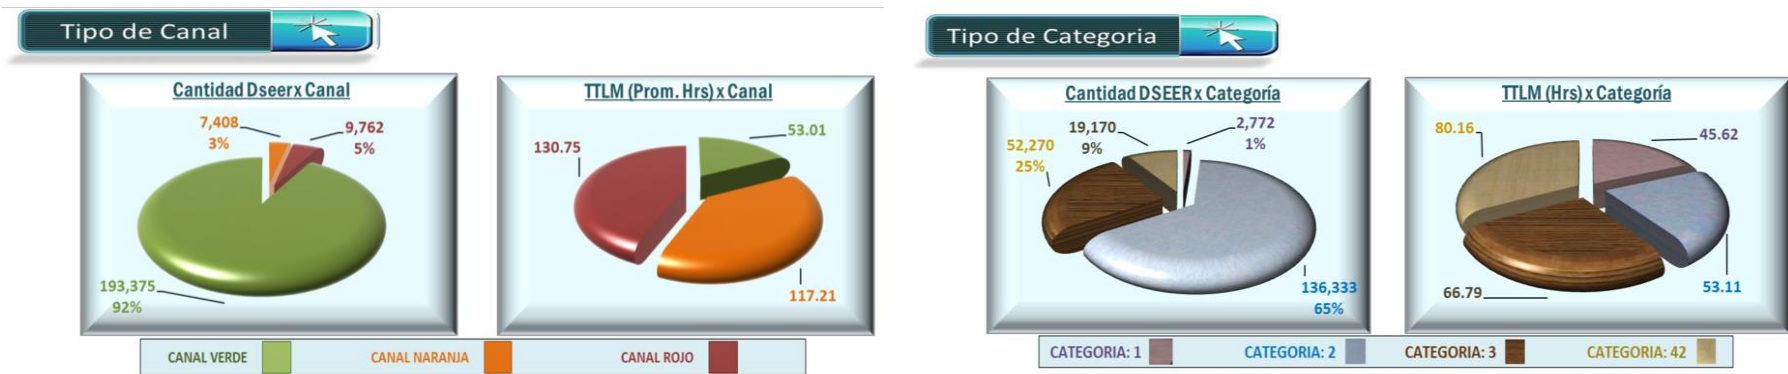 Tipo de Canal
Cantidad Dseer x Canal
7,408
3%
9,762
5%
193,375
92%
TTLM (Prom. Hrs) x Canal
53.01
130.75
117.21
CANAL VERDE
CANAL NARANJA
CANAL ROJO
Tipo de Categoria
Cantidad DSEER x Categoría
19,170
9%
2,772
1%
52,270
25%
136,333
65%
TTLM (Hrs) x Categoría
80.16
45.62
66.79
53.11
CATEGORIA: 1
CATEGORIA: 2
CATEGORIA: 3
CATEGORIA: 42